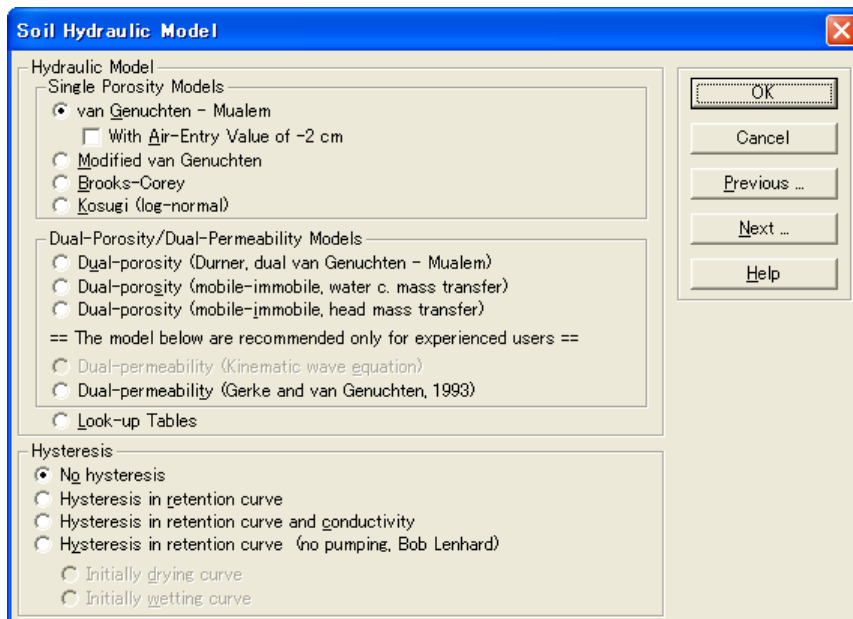 Soil Hydraulic Model
Hydraulic Model
Single Porosity Models
van Genuchten - Mualem
With Air-Entry Value of -2 cm
Modified van Genuchten
Brooks-Corey
Kosugi (log-normal)
Dual-Porosity/Dual-Permeability Models
Dual-porosity (Durner, dual van Genuchten - Mualem)
Dual-porosity (mobile-immobile, water c. mass transfer)
Dual-porosity (mobile-immobile, head mass transfer)
== The model below are recommended only for experienced users ==
Dual-permeability (Kinematic wave equation)
Dual-permeability (Gerke and van Genuchten, 1993)
Look-up Tables
Hysteresis
No hysteresis
Hysteresis in retention curve
Hysteresis in retention curve and conductivity
Hysteresis in retention curve (no pumping, Bob Lenhard)
Initially drying curve
Initially wetting curve
OK
Cancel
Previous ...
Next ...
Help